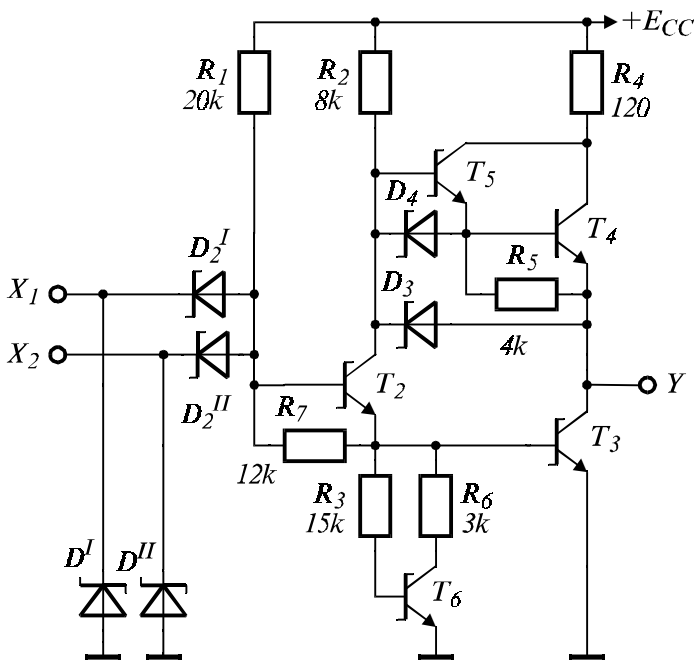 +E_CC
R_1
20k
R_2
8k
R_4
120
T_5
D_4
T_4
D_2^I
R_5
X_1
D_3
X_2
4k
D_2^II
T_2
R_7
T_3
Y
12k
R_3
15k
R_6
3k
D^I
D^II
T_6